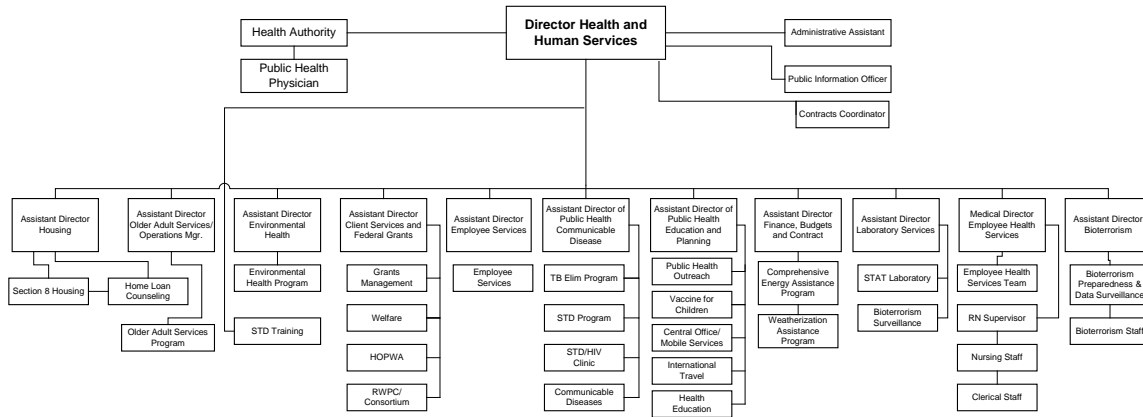 Director Health and
Human Services
Health Authority
Public Health
Physician
Administrative Assistant
Public Information Officer
Contracts Coordinator
Assistant Director
Housing
Assistant Director
Older Adult Services/
Operations Mgr.
Assistant Director
Environmental
Health
Assistant Director
Client Services and
Federal Grants
Assistant Director
Employee Services
Assistant Director of
Public Health
Communicable
Disease
Assistant Director of
Public Health
Education and
Planning
Assistant Director
Finance, Budgets
and Contract
Assistant Director
Laboratory Services
Medical Director
Employee Health
Services
Assistant Director
Bioterrorism
Section 8 Housing
Home Loan
Counseling
Older Adult Services
Program
Environmental
Health Program
STD Training
Grants
Management
Welfare
HOPWA
RWPC/
Consortium
Employee
Services
TB Elim Program
STD Program
STD/HIV
Clinic
Communicable
Diseases
Public Health
Outreach
Vaccine for
Children
Central Office/
Mobile Services
International
Travel
Health
Education
Comprehensive
Energy Assistance
Program
Weatherization
Assistance
Program
STAT Laboratory
Bioterrorism
Surveillance
Employee Health
Services Team
RN Supervisor
Nursing Staff
Clerical Staff
Bioterrorism
Preparedness &
Data Surveillance
Bioterrorism Staff